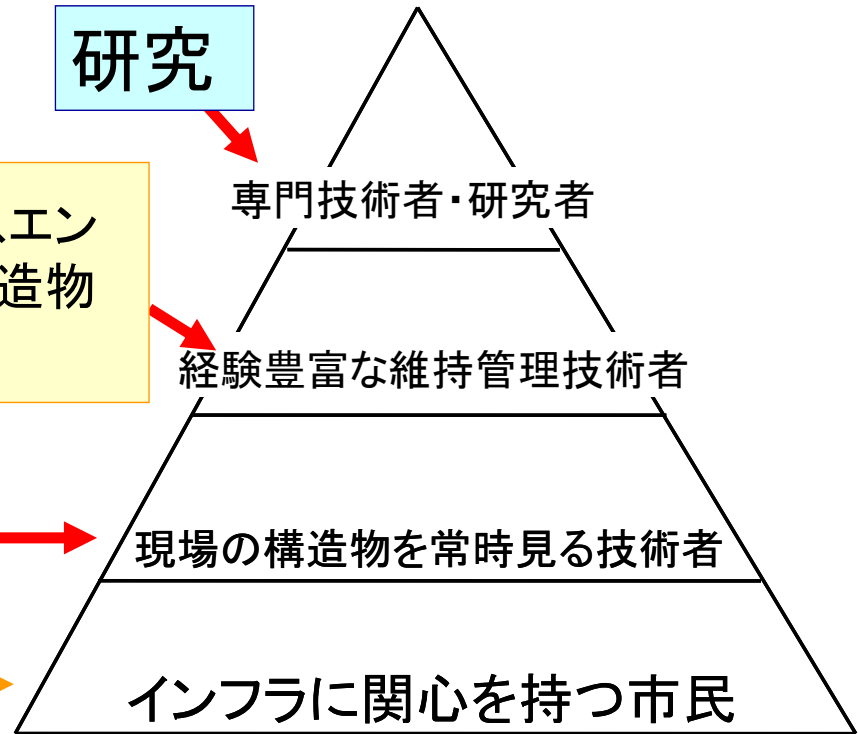 研究
専門技術者・研究者
スエン
造物
経験豊富な維持管理技術者
現場の構造物を常時見る技術者
インフラに関心を持つ市民